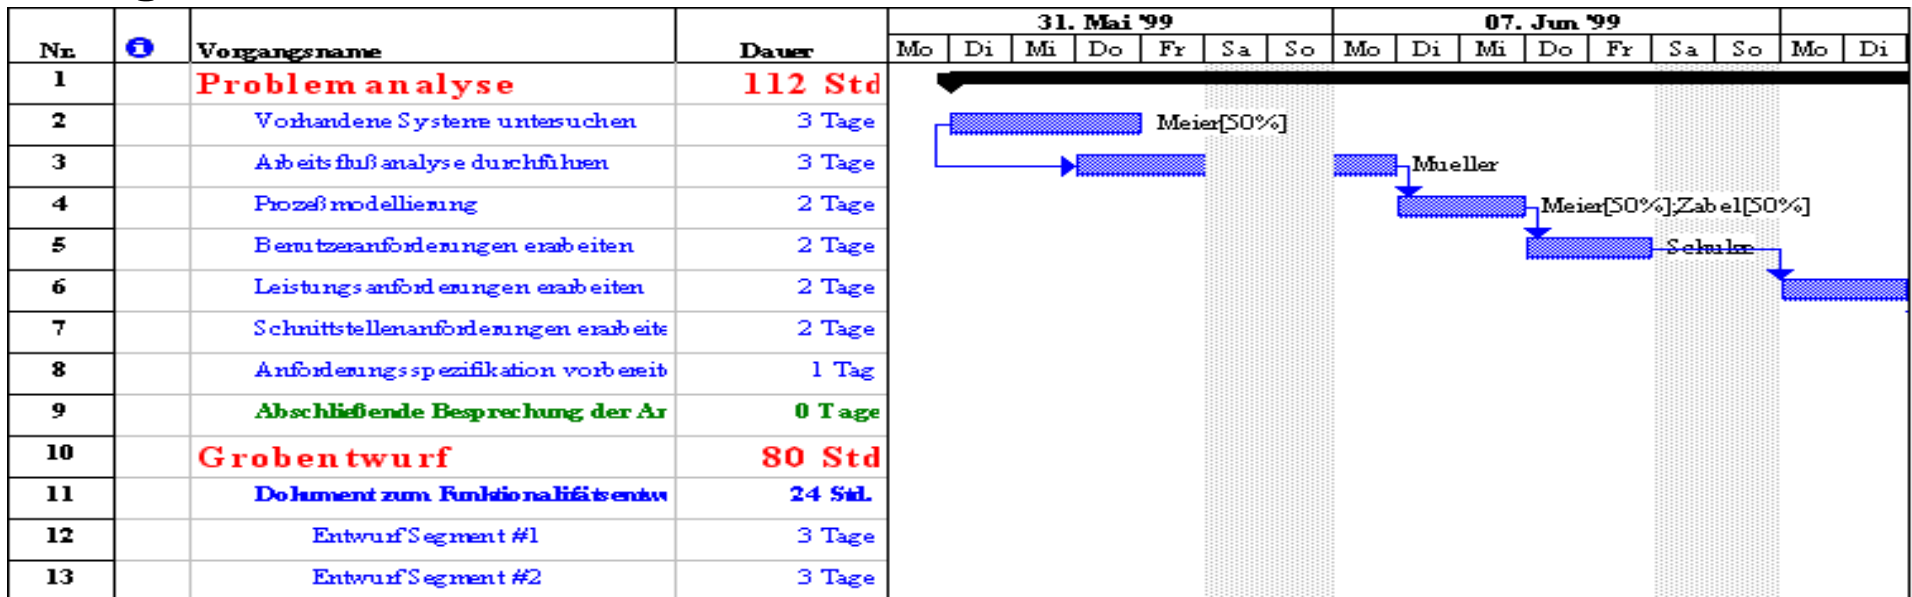 31. Mai '99 07. Jun '99
Nr. Vorgangsname Dauer Mo Di Mi Do Fr Sa So Mo Di Mi Do Fr Sa So Mo Di
1 Problemanalyse 112 Std
2 Vorhandene Systeme untersuchen 3 Tage Meier[50%]
3 Arbeitsflußanalyse durchführen 3 Tage Mueller
4 Prozeßmodellierung 2 Tage Meier[50%];Zabel[50%]
5 Benutzeranforderungen erarbeiten 2 Tage Schulze
6 Leistungsanforderungen erarbeiten 2 Tage
7 Schnittstellenanforderungen erarbeite 2 Tage
8 Anforderungsspezifikation vorbereit 1 Tag
9 Abschließende Besprechung der Ar 0 Tage
10 Grobentwurf 80 Std
11 Dokument zum Funktionalitätsentw 24 Std.
12 Entwurf Segment #1 3 Tage
13 Entwurf Segment #2 3 Tage